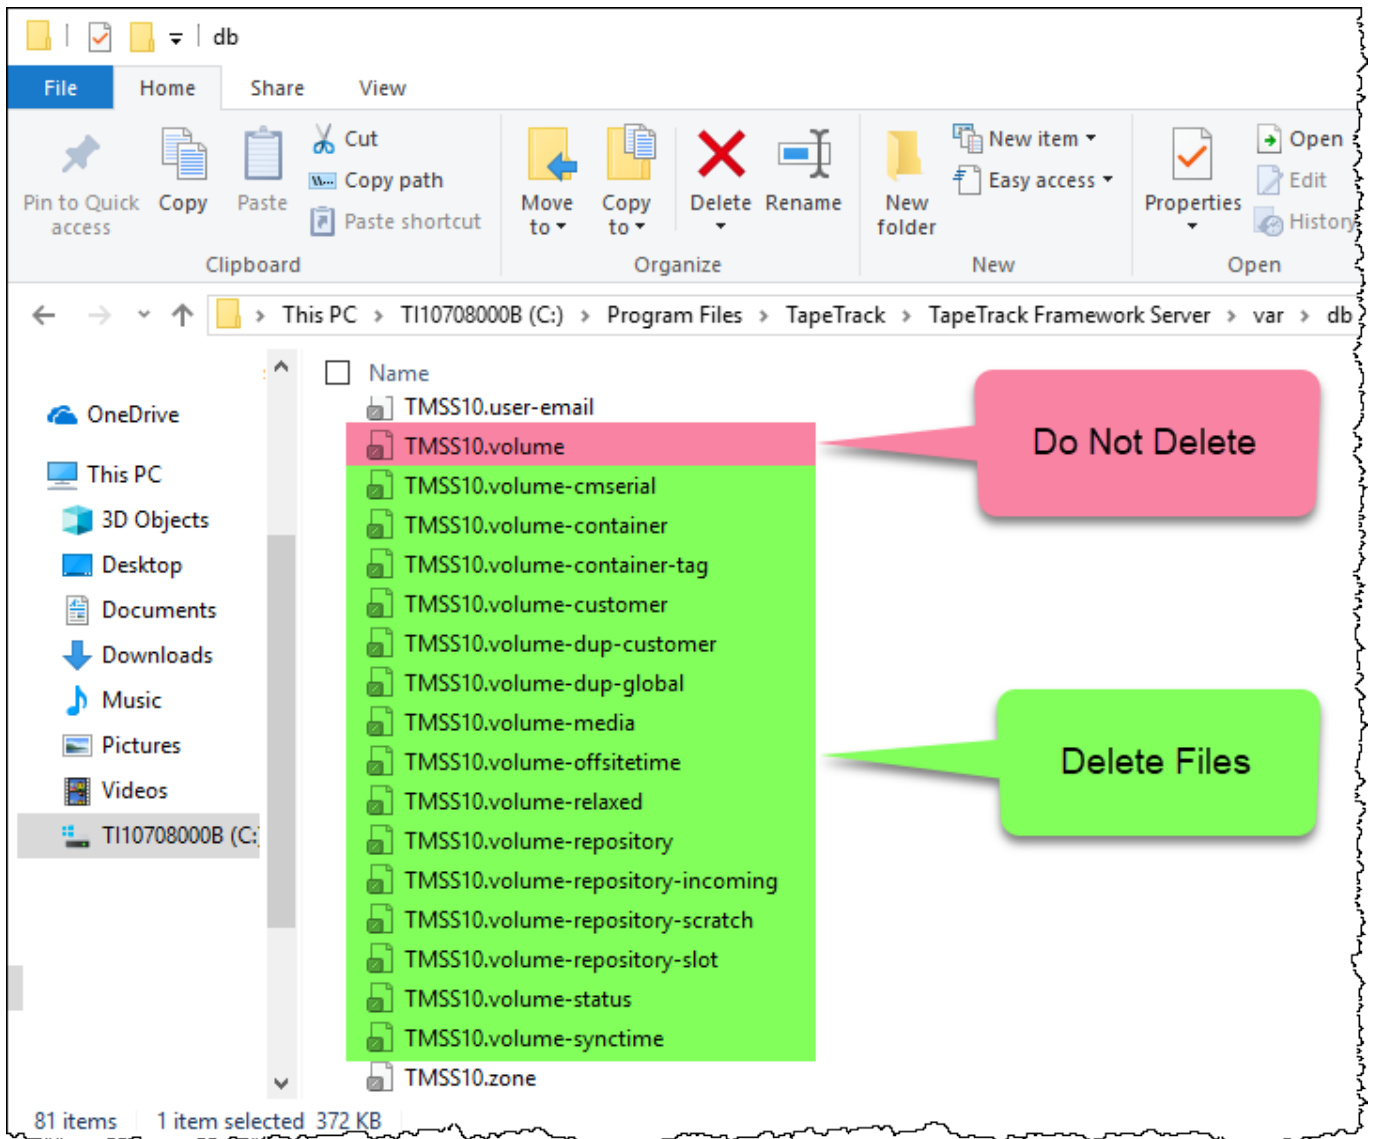 db
File Home Share View
Pin to Quick access
Copy
Paste
Cut
Copy path
Paste shortcut
Clipboard
Move to
Copy to
Delete
Rename
Organize
New folder
New item
Easy access
New
Properties
Open
Edit
History
Open
This PC > TI10708000B (C:) > Program Files > TapeTrack > TapeTrack Framework Server > var > db
OneDrive
This PC
3D Objects
Desktop
Documents
Downloads
Music
Pictures
Videos
TI10708000B (C:
Name
TMSS10.user-email
TMSS10.volume
TMSS10.volume-cmserial
TMSS10.volume-container
TMSS10.volume-container-tag
TMSS10.volume-customer
TMSS10.volume-dup-customer
TMSS10.volume-dup-global
TMSS10.volume-media
TMSS10.volume-offsitetime
TMSS10.volume-relaxed
TMSS10.volume-repository
TMSS10.volume-repository-incoming
TMSS10.volume-repository-scratch
TMSS10.volume-repository-slot
TMSS10.volume-status
TMSS10.volume-synctime
TMSS10.zone
Do Not Delete
Delete Files
81 items 1 item selected 372 KB